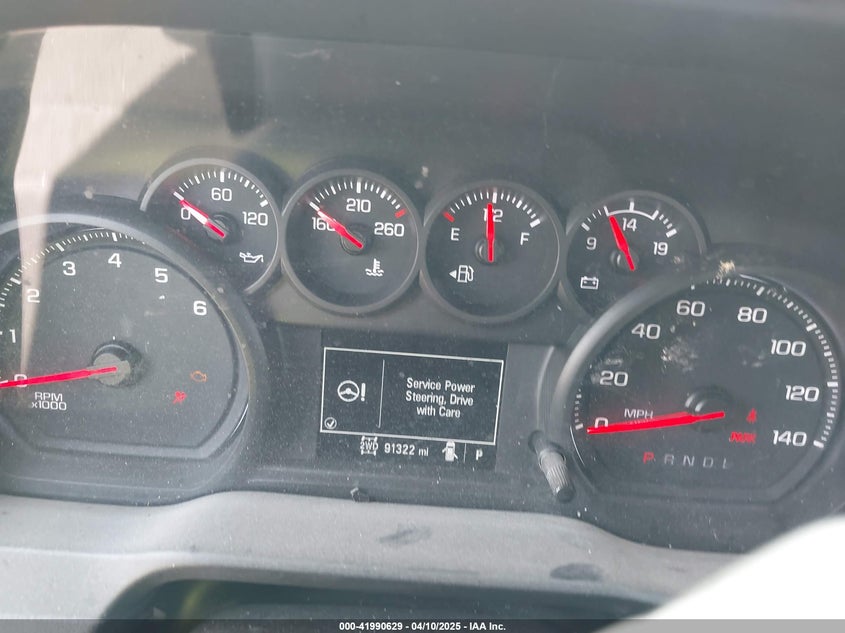 0 60 120
160 210 260
E 1/2 F
9 14 19
0 1 2 3 4 5 6
RPM
x1000
Service Power
Steering, Drive
with Care
2WD 91322 mi P
0 20 40 60 80 100 120 140
MPH
P R N D L
000-41990629 - 04/10/2025 - IAA Inc.